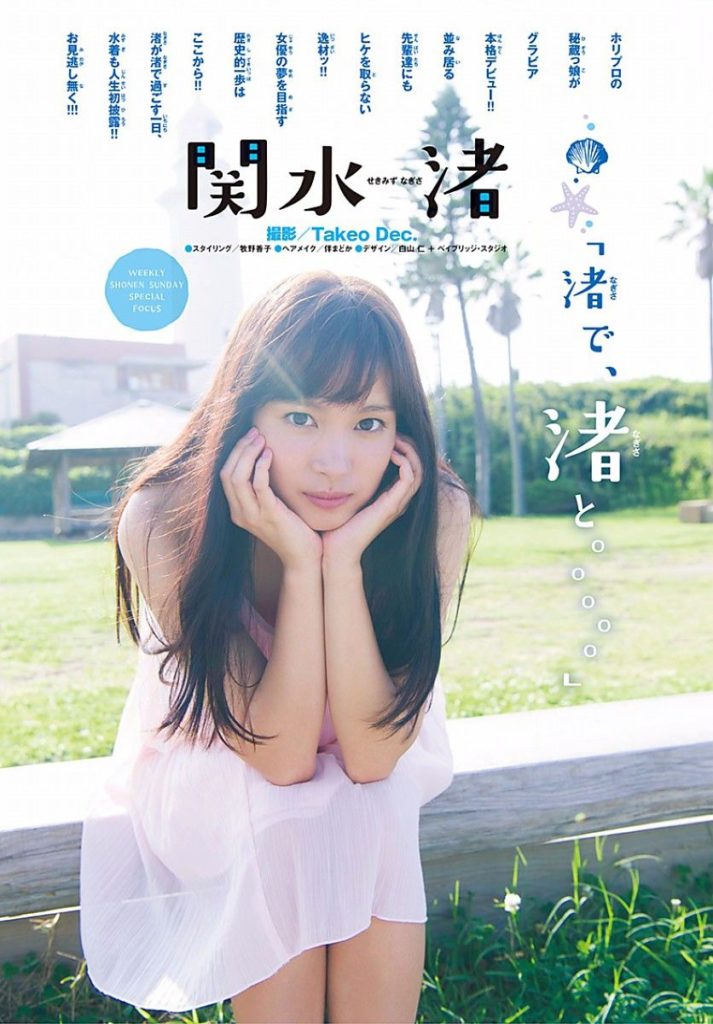 ホリプロの
秘蔵っ娘が
グラビア
本格デビュー!!
並み居る
先輩達にも
ヒケを取らない
逸材ッ!!
女優の夢を目指す
歴史的一歩は
ここから!!
渚が渚で過ごす一日、
水着も人生初披露!!
お見逃し無く!!!
関水 渚
せきみず なぎさ
撮影/Takeo Dec.
●スタイリング/牧野香子 ●ヘアメイク/伴まどか ●デザイン/白山 仁 + ベイブリッジ・スタジオ
WEEKLY
SHONEN SUNDAY
SPECIAL
FOCUS
「渚で、
渚と。。。。。」